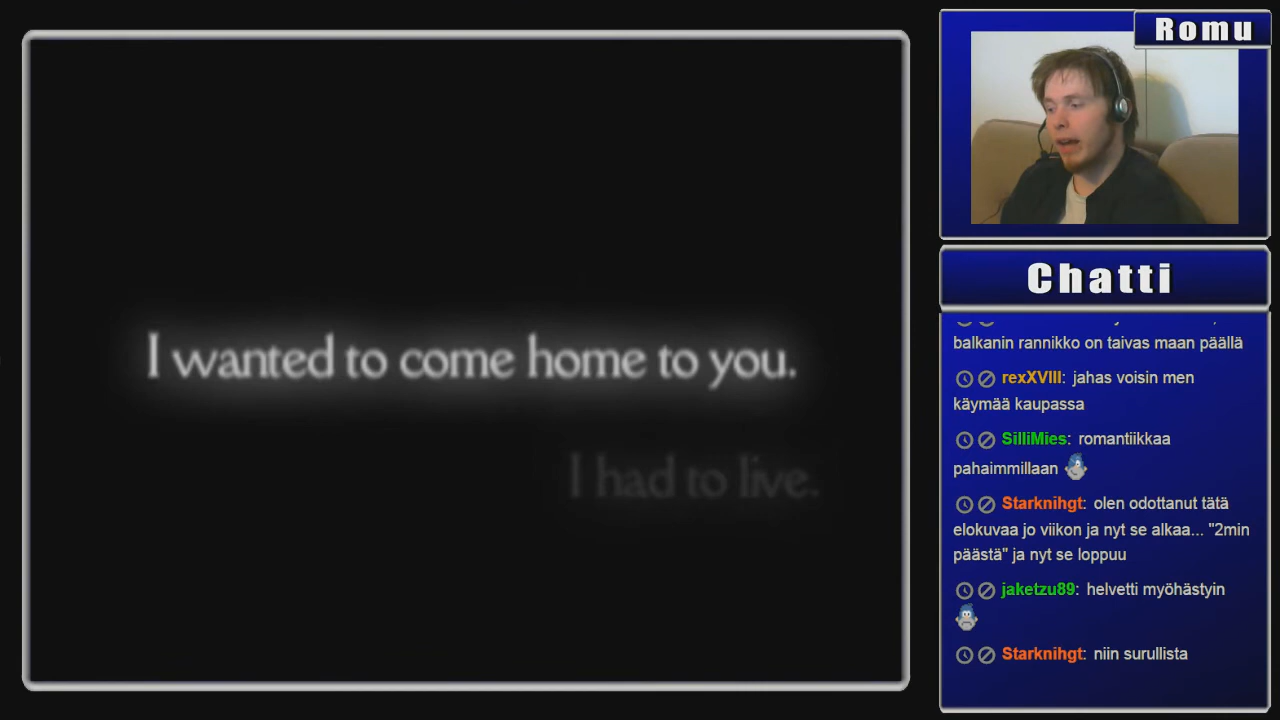 Romu
I wanted to come home to you.
I had to live.
Chatti
balkanin rannikko on taivas maan päällä
rexXVIII: jahas voisin men
käymää kaupassa
SilliMies: romantiikkaa
pahaimmillaan
Starknihgt: olen odottanut tätä
elokuvaa jo viikon ja nyt se alkaa... "2min
päästä" ja nyt se loppuu
jaketzu89: helvetti myöhästyin
Starknihgt: niin surullista